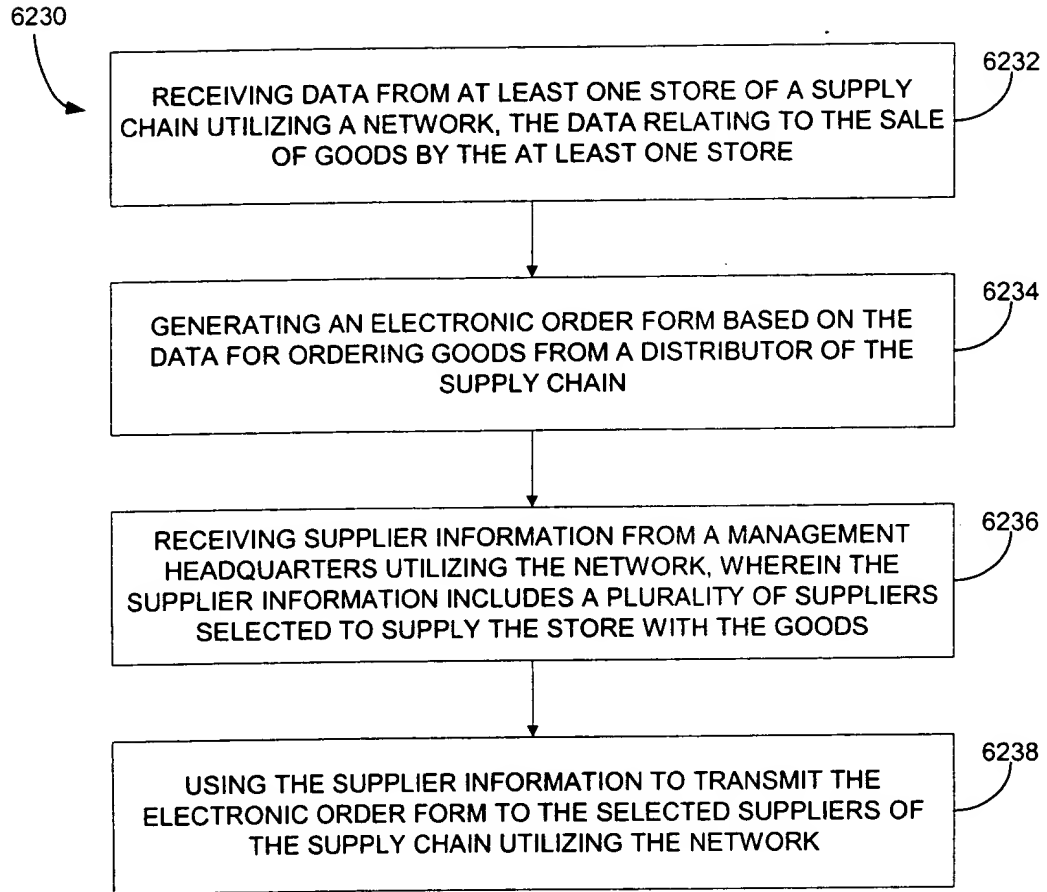 6230
6232
RECEIVING DATA FROM AT LEAST ONE STORE OF A SUPPLY
CHAIN UTILIZING A NETWORK, THE DATA RELATING TO THE SALE
OF GOODS BY THE AT LEAST ONE STORE
6234
GENERATING AN ELECTRONIC ORDER FORM BASED ON THE
DATA FOR ORDERING GOODS FROM A DISTRIBUTOR OF THE
SUPPLY CHAIN
6236
RECEIVING SUPPLIER INFORMATION FROM A MANAGEMENT
HEADQUARTERS UTILIZING THE NETWORK, WHEREIN THE
SUPPLIER INFORMATION INCLUDES A PLURALITY OF SUPPLIERS
SELECTED TO SUPPLY THE STORE WITH THE GOODS
6238
USING THE SUPPLIER INFORMATION TO TRANSMIT THE
ELECTRONIC ORDER FORM TO THE SELECTED SUPPLIERS OF
THE SUPPLY CHAIN UTILIZING THE NETWORK